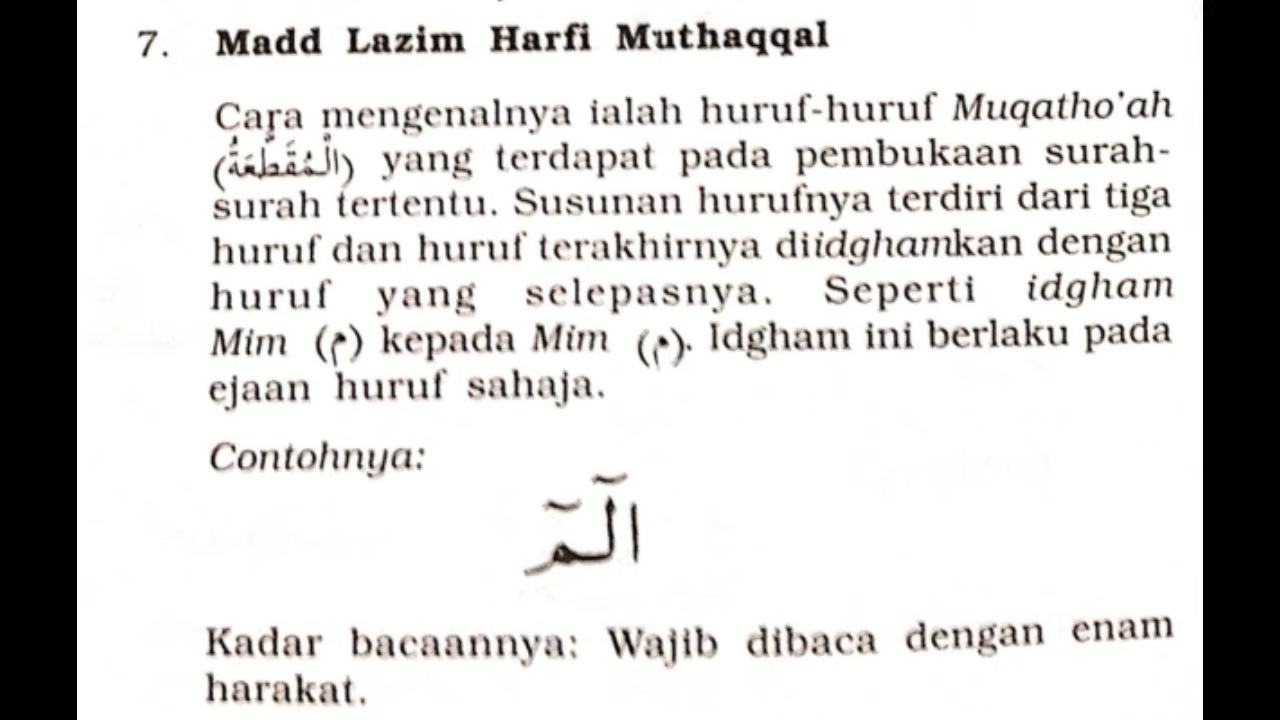 7. Madd Lazim Harfi Muthaqqal
Cara mengenalnya ialah huruf-huruf Muqatho'ah
(الْمُقَطَّعَةُ) yang terdapat pada pembukaan surah-
surah tertentu. Susunan hurufnya terdiri dari tiga
huruf dan huruf terakhirnya diidghamkan dengan
huruf yang selepasnya. Seperti idgham
Mim (م) kepada Mim (م). Idgham ini berlaku pada
ejaan huruf sahaja.
Contohnya:
الٓمٓ
Kadar bacaannya: Wajib dibaca dengan enam
harakat.